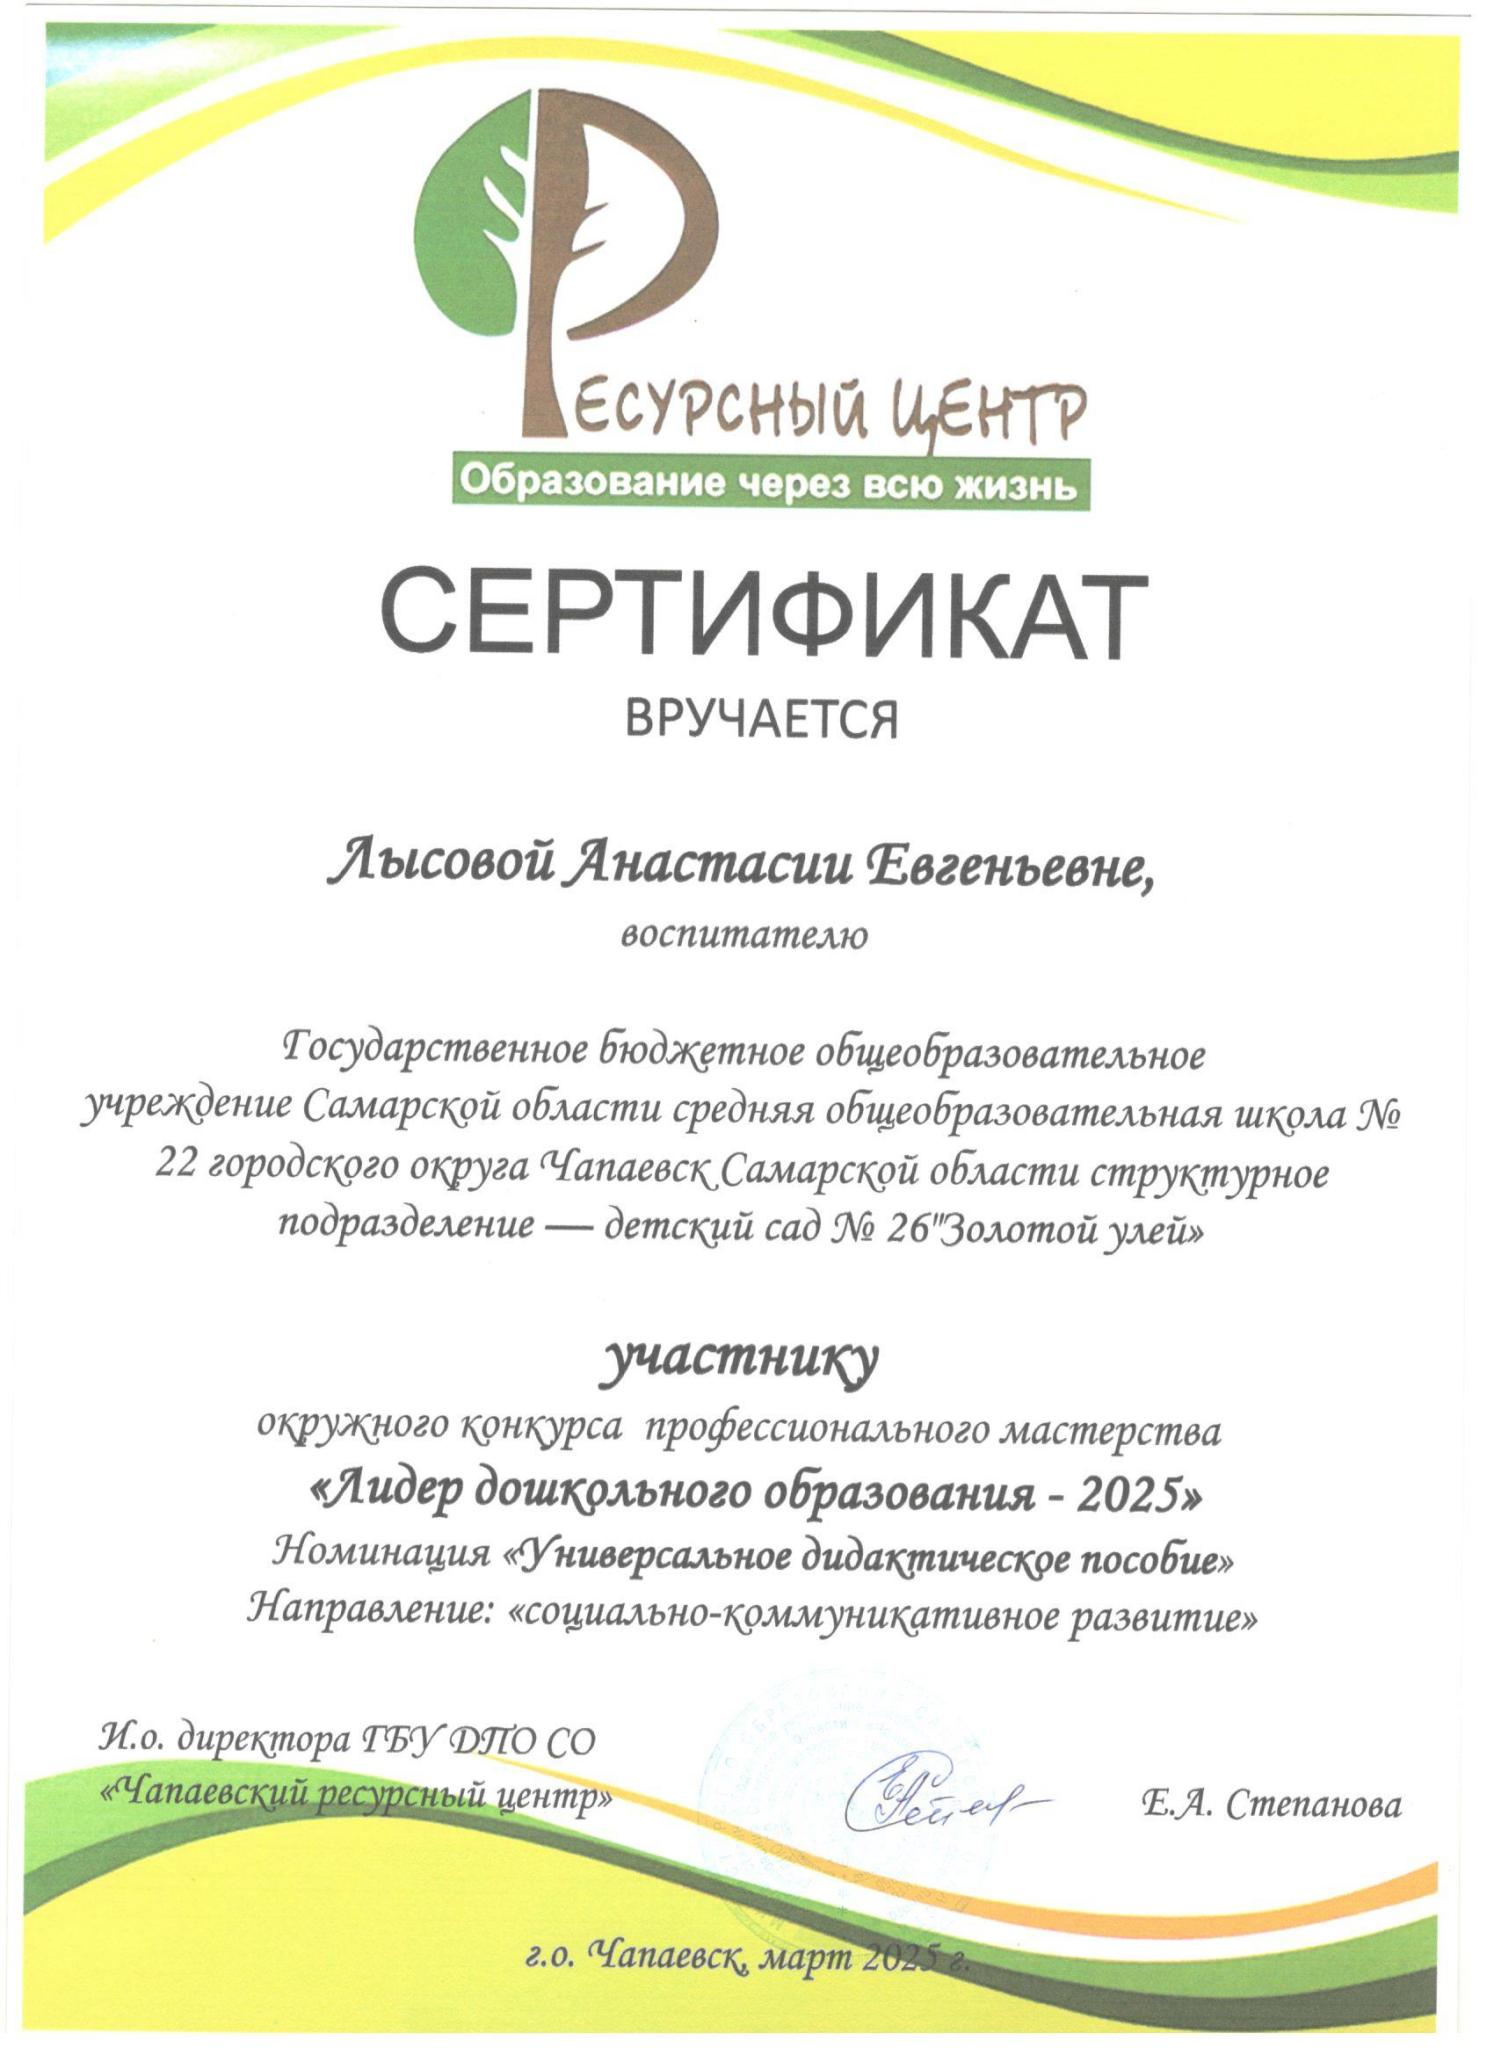 Ресурсный центр
Образование через всю жизнь
СЕРТИФИКАТ
ВРУЧАЕТСЯ
Лысовой Анастасии Евгеньевне,
воспитателю
Государственное бюджетное общеобразовательное
учреждение Самарской области средняя общеобразовательная школа №
22 городского округа Чапаевск Самарской области структурное
подразделение — детский сад № 26"Золотой улей»
участнику
окружного конкурса профессионального мастерства
«Лидер дошкольного образования - 2025»
Номинация «Универсальное дидактическое пособие»
Направление: «социально-коммуникативное развитие»
И.о. директора ГБУ ДПО СО
«Чапаевский ресурсный центр»
Е.А. Степанова
г.о. Чапаевск, март 2025 г.